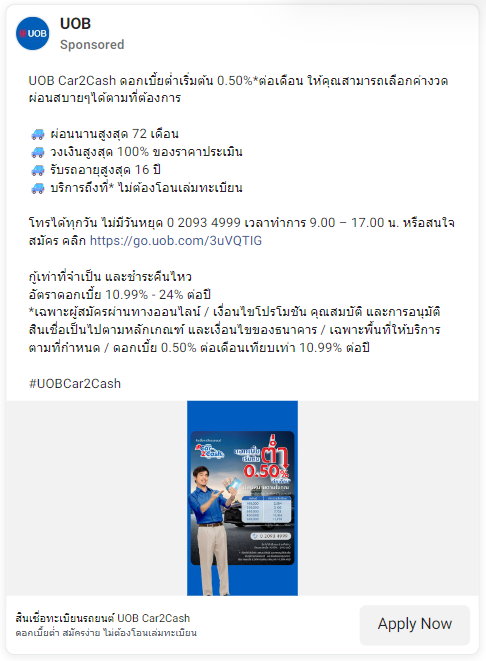 UOB
UOB
Sponsored
UOB Car2Cash ดอกเบี้ยต่ำเริ่มต้น 0.50%*ต่อเดือน ให้คุณสามารถเลือกค่างวด
ผ่อนสบายๆได้ตามที่ต้องการ
ผ่อนนานสูงสุด 72 เดือน
วงเงินสูงสุด 100% ของราคาประเมิน
รับรถอายุสูงสุด 16 ปี
บริการถึงที่* ไม่ต้องโอนเล่มทะเบียน
โทรได้ทุกวัน ไม่มีวันหยุด 0 2093 4999 เวลาทำการ 9.00 – 17.00 น. หรือสนใจ
สมัคร คลิก https://go.uob.com/3uVQTIG
กู้เท่าที่จำเป็น และชำระคืนไหว
อัตราดอกเบี้ย 10.99% - 24% ต่อปี
*เฉพาะผู้สมัครผ่านทางออนไลน์ / เงื่อนไขโปรโมชัน คุณสมบัติ และการอนุมัติ
สินเชื่อเป็นไปตามหลักเกณฑ์ และเงื่อนไขของธนาคาร / เฉพาะพื้นที่ให้บริการ
ตามที่กำหนด / ดอกเบี้ย 0.50% ต่อเดือนเทียบเท่า 10.99% ต่อปี
#UOBCar2Cash
Car
2Cash
ดอกเบี้ย
เริ่มต้น
ต่ำ
0.50%
0 2093 4999
สินเชื่อทะเบียนรถยนต์ UOB Car2Cash
ดอกเบี้ยต่ำ สมัครง่าย ไม่ต้องโอนเล่มทะเบียน
Apply Now